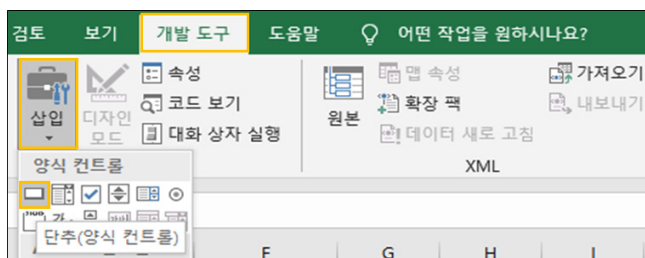 검토 보기 개발 도구 도움말 어떤 작업을 원하시나요?
속성 맵 속성 가져오기
삽입 디자인 모드 코드 보기 원본 확장 팩 내보내기
대화 상자 실행 데이터 새로 고침
XML
양식 컨트롤
단추(양식 컨트롤)
F G H I